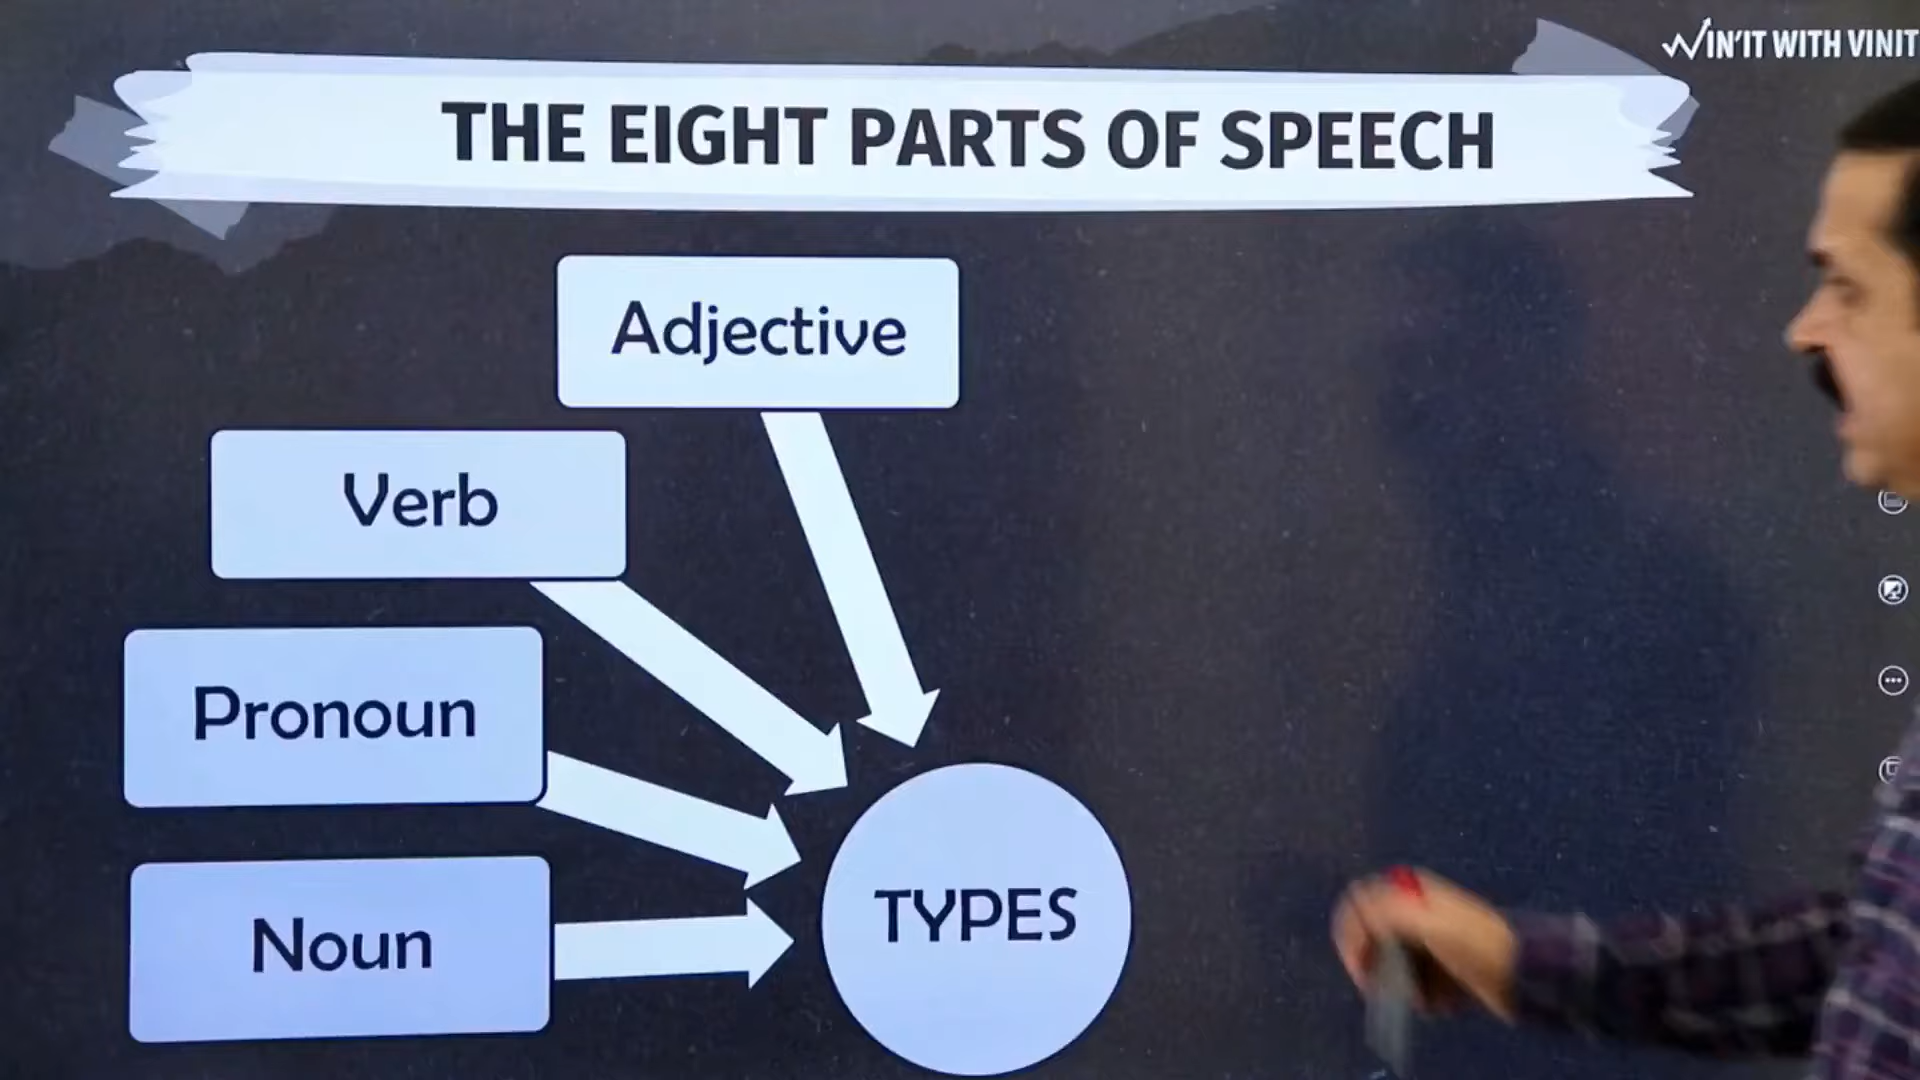 WIN'IT WITH VINIT
THE EIGHT PARTS OF SPEECH
Adjective
Verb
Pronoun
Noun
TYPES